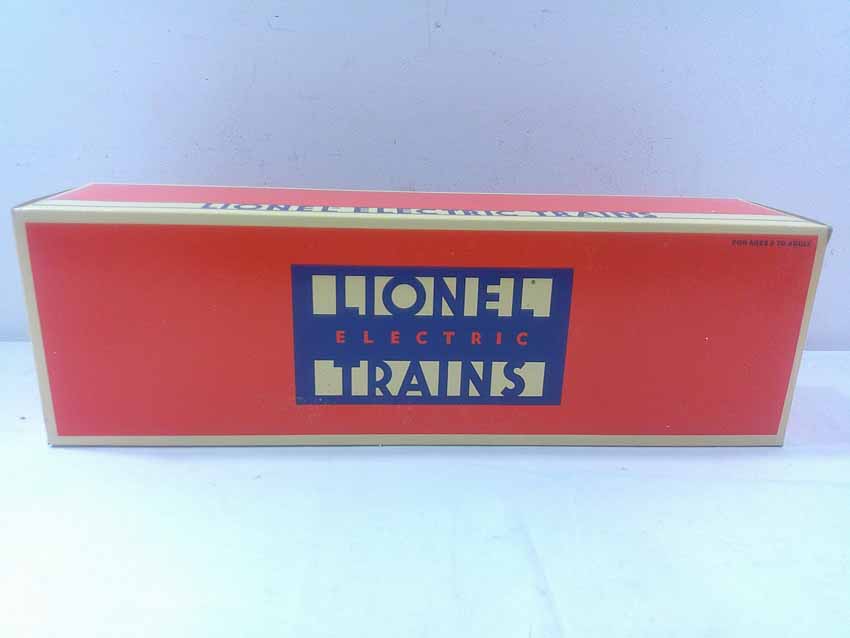 LIONEL ELECTRIC TRAINS
FOR AGES 8 TO ADULT
LIONEL®
ELECTRIC
TRAINS